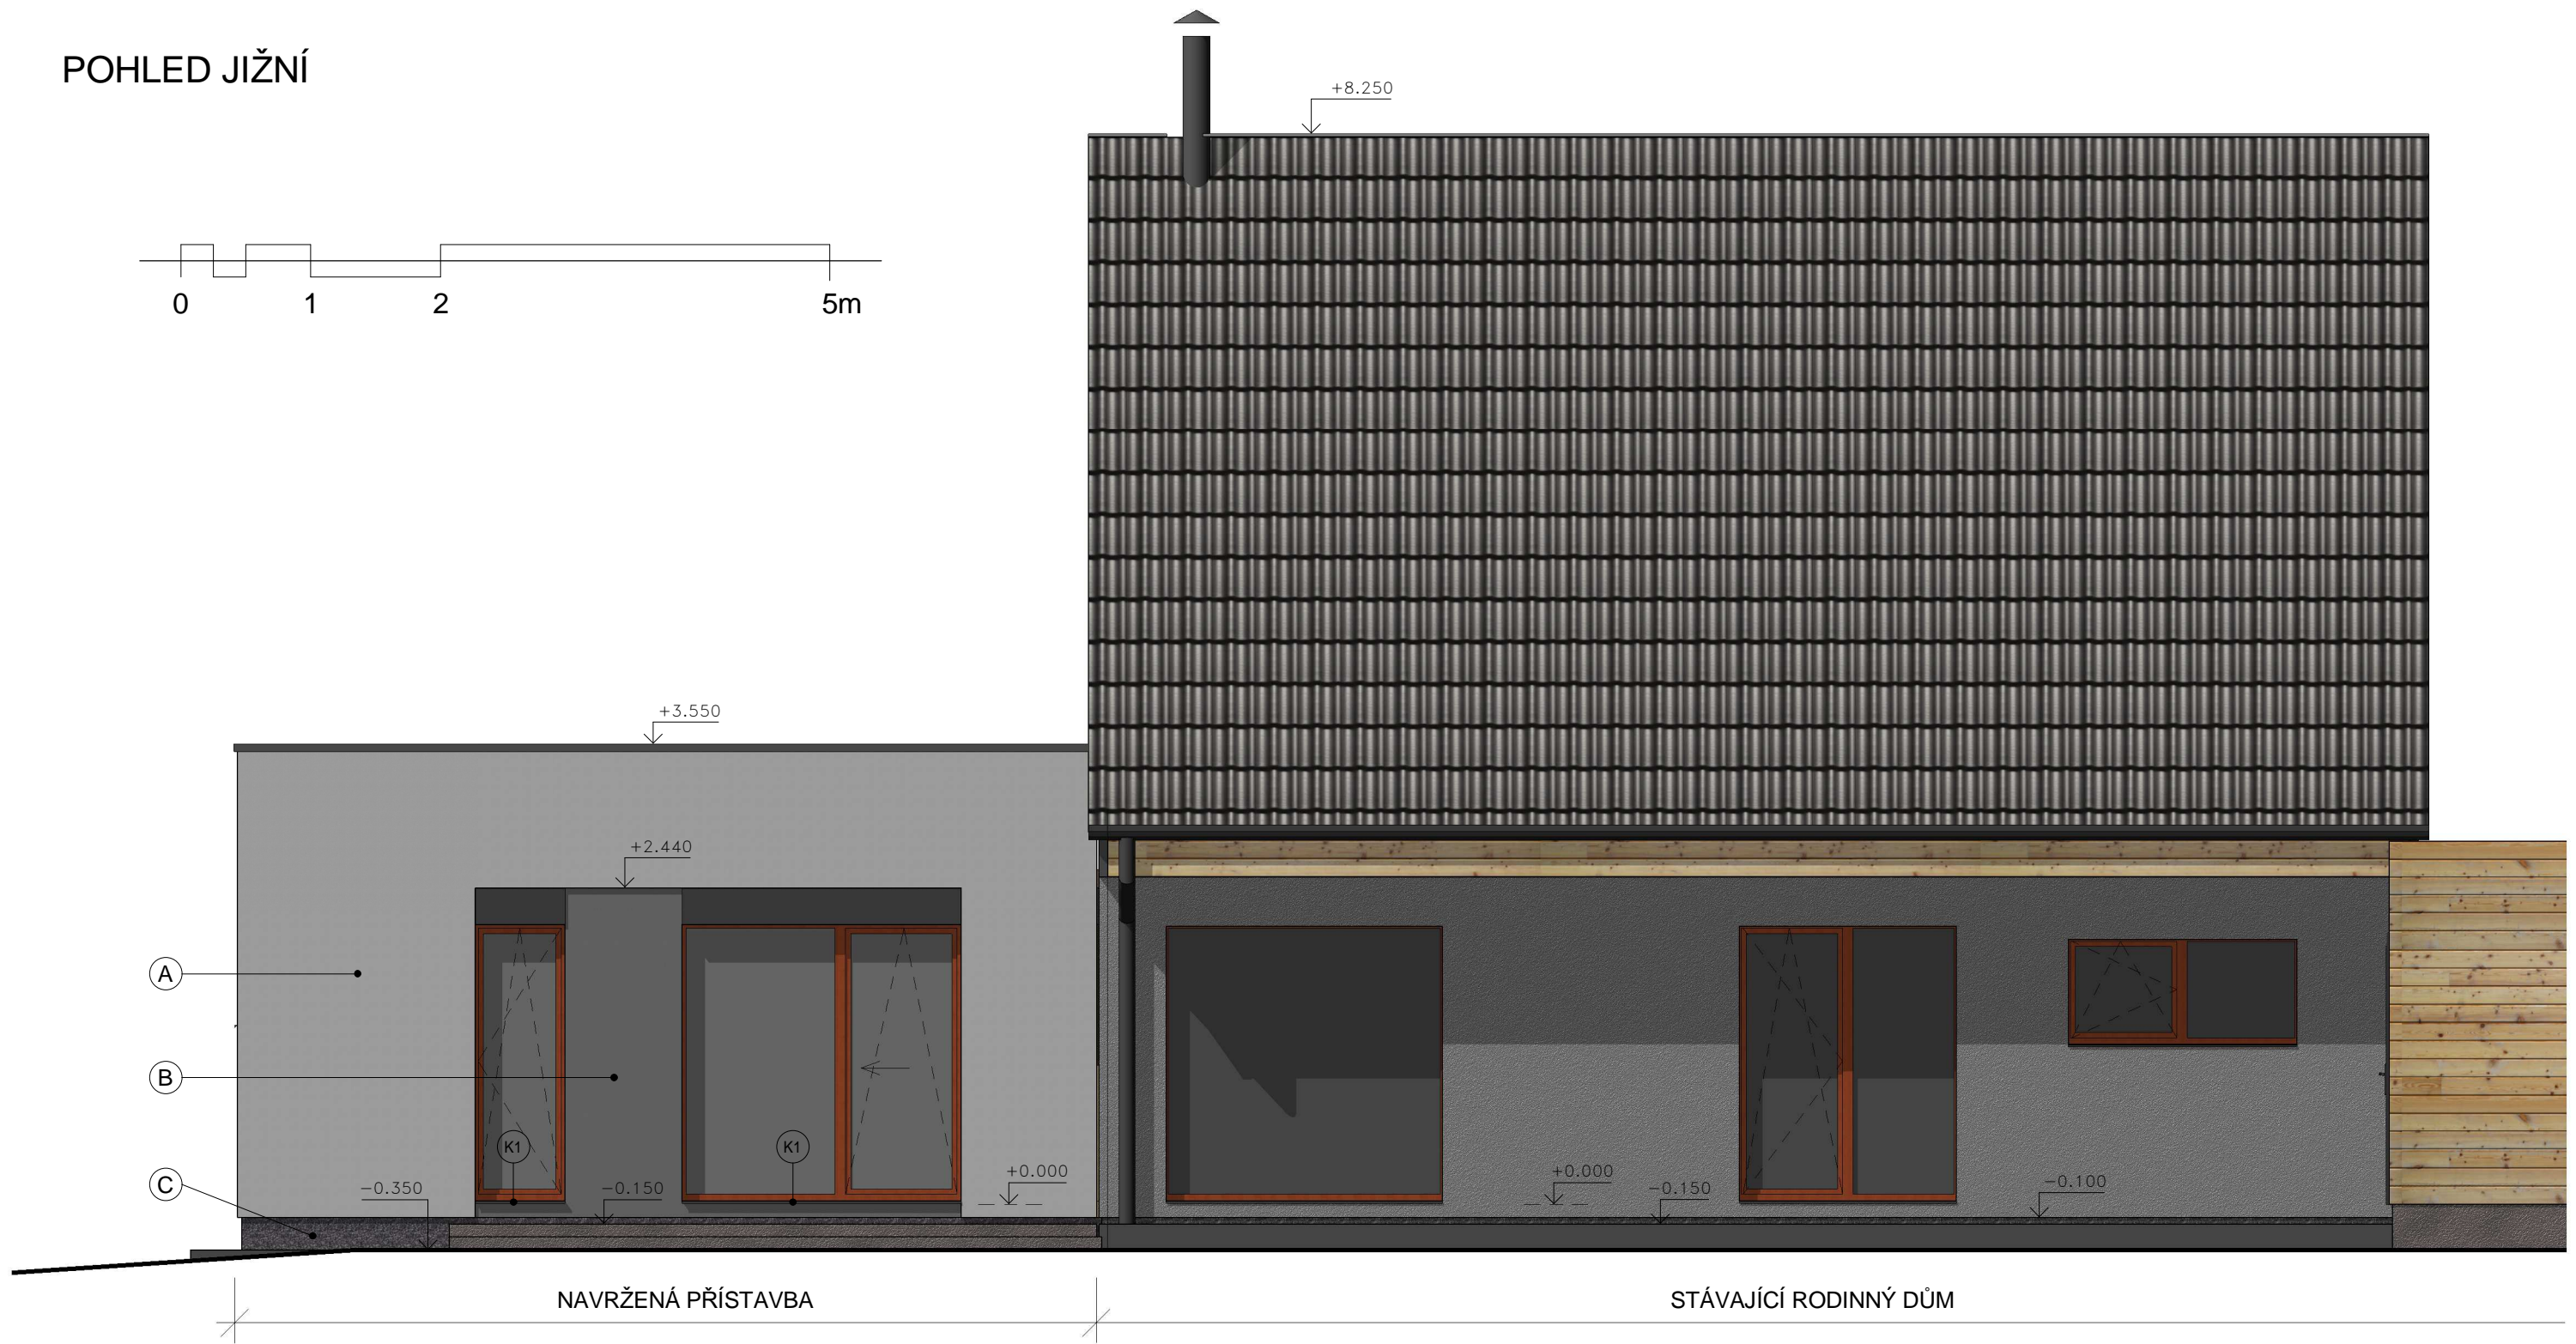 POHLED JIŽNÍ
+8.250
0 1 2 5m
+3.550
+2.440
A
B
K1 K1
C
-0.350
-0.150
+0.000
+0.000
-0.150
-0.100
NAVRŽENÁ PŘÍSTAVBA
STÁVAJÍCÍ RODINNÝ DŮM